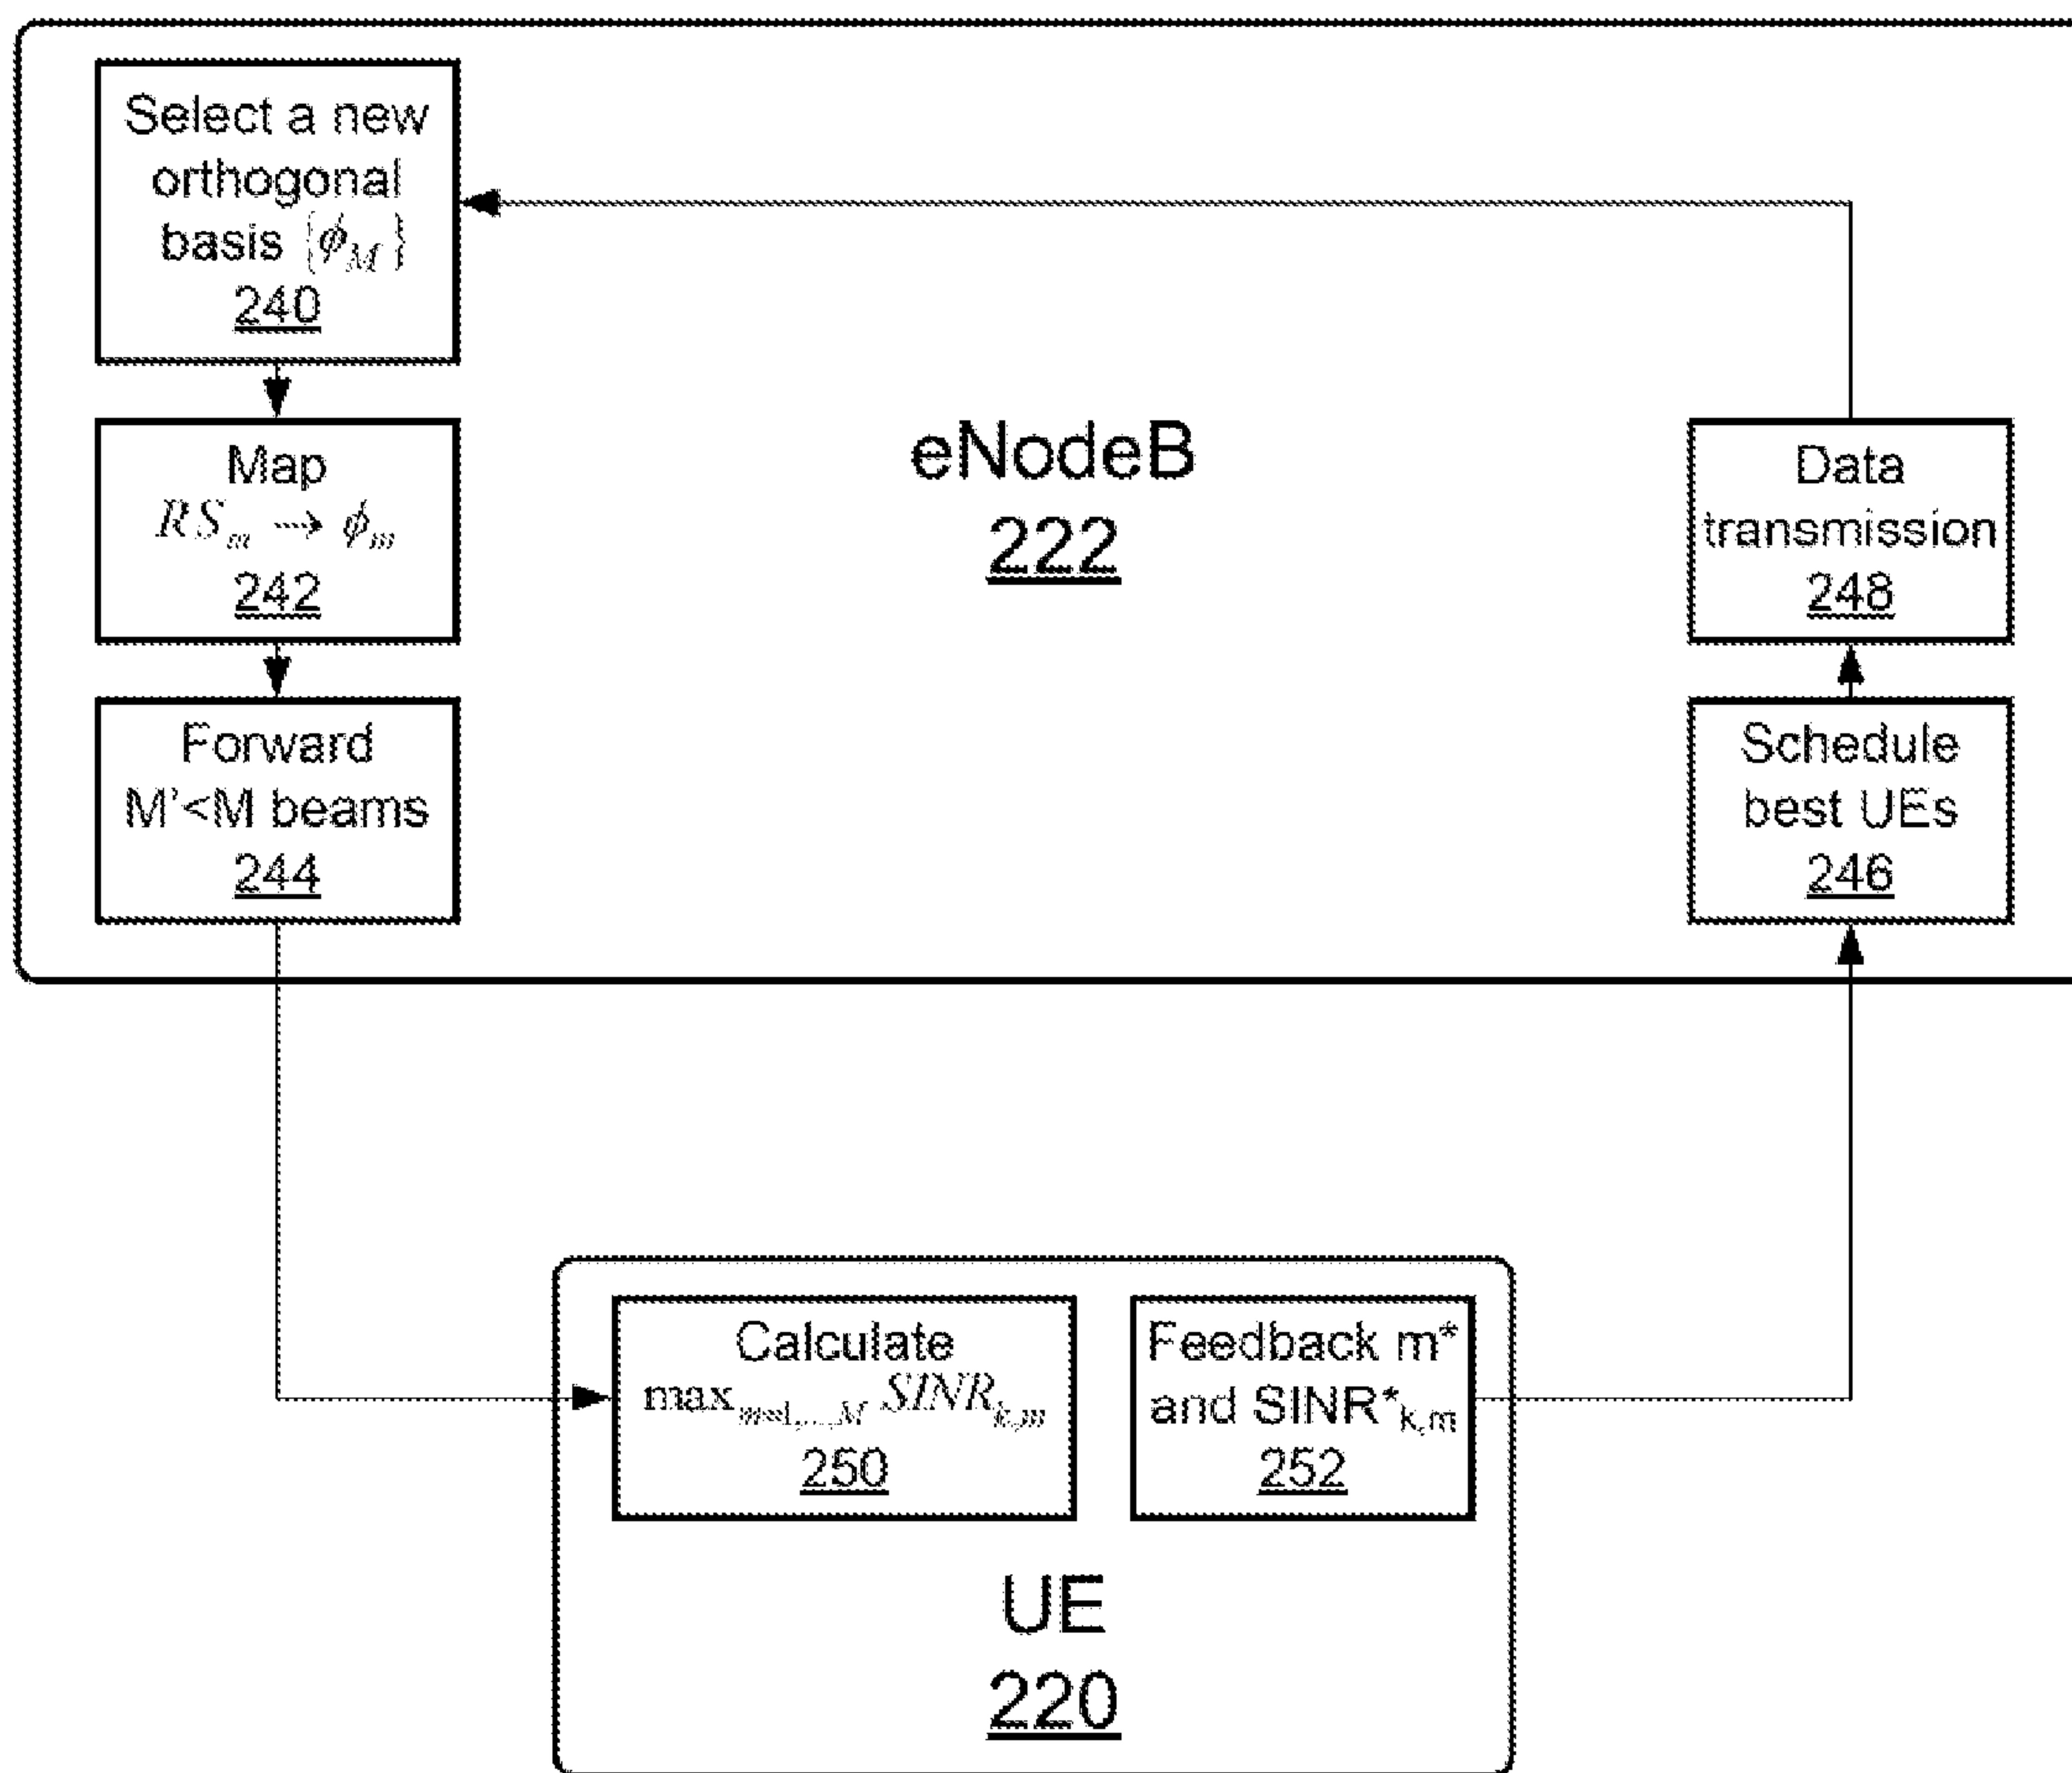 Select a new
orthogonal
basis {ϕ_M}
240
Map
RS_m → ϕ_m
242
Forward
M'<M beams
244
eNodeB
222
Data
transmission
248
Schedule
best UEs
246
Calculate
max_{m=1,...,M} SINR_{k,m}
250
Feedback m*
and SINR*_{k,m}
252
UE
220